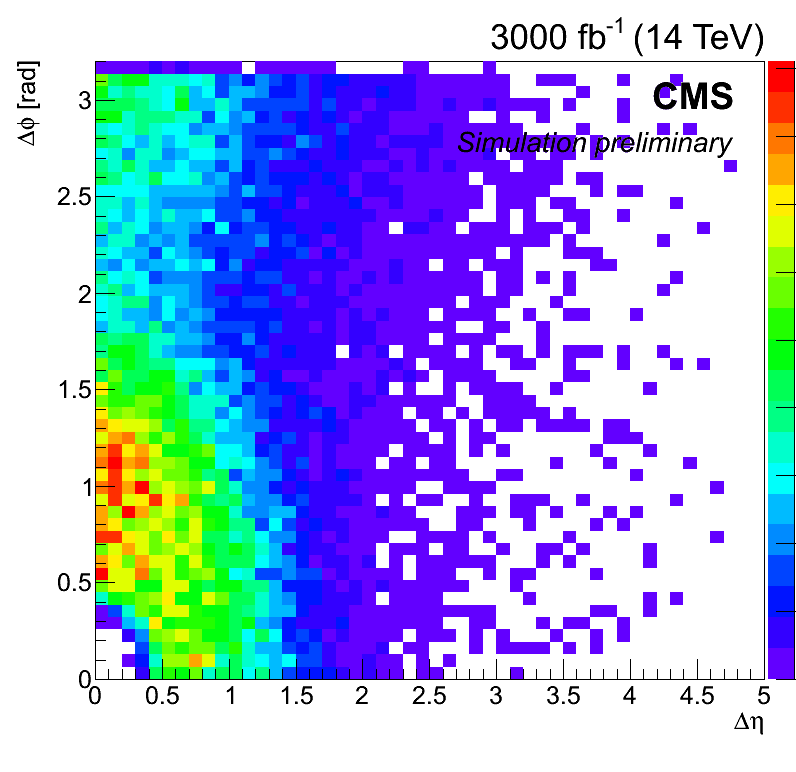 3000 fb⁻¹ (14 TeV)
Δϕ [rad]
CMS
Simulation preliminary
3
2.5
2
1.5
1
0.5
0
0 0.5 1 1.5 2 2.5 3 3.5 4 4.5 5
Δη